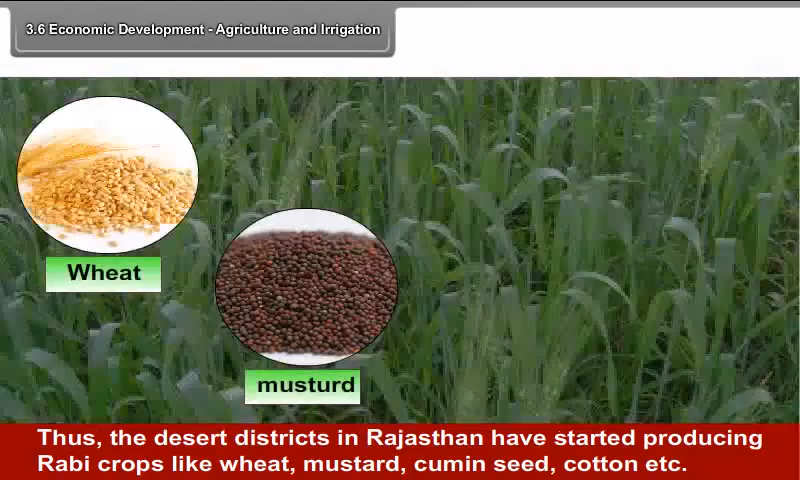 3.6 Economic Development - Agriculture and Irrigation
Wheat
musturd
Thus, the desert districts in Rajasthan have started producing
Rabi crops like wheat, mustard, cumin seed, cotton etc.